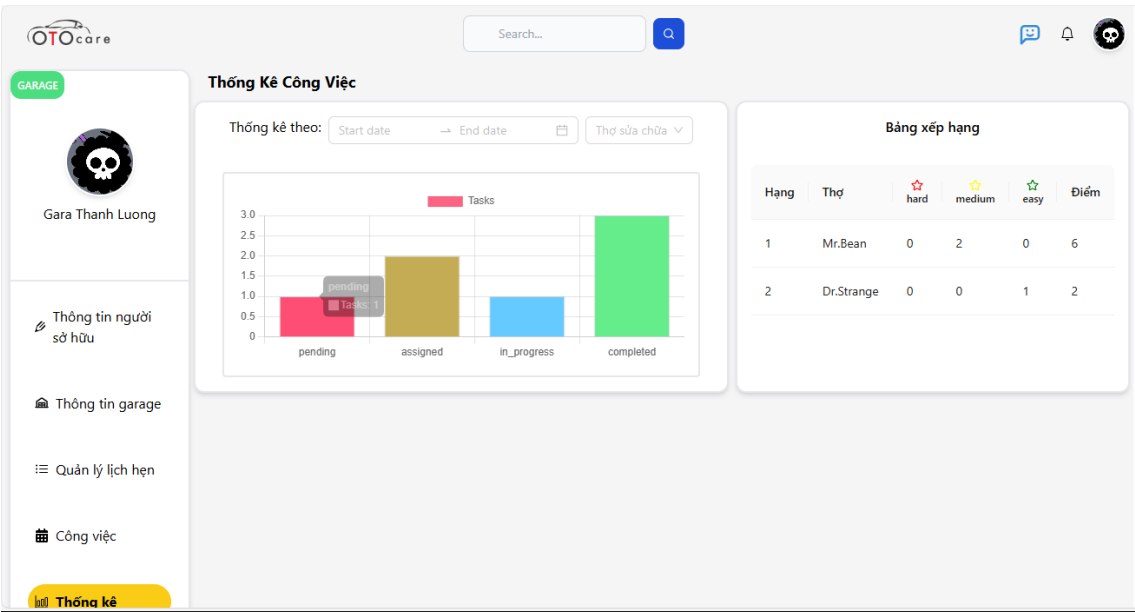 OTOcare
Search...
GARAGE
Gara Thanh Luong
Thông tin người
sở hữu
Thông tin garage
Quản lý lịch hẹn
Công việc
Thống kê
Thống Kê Công Việc
Thống kê theo:
Start date
End date
Thợ sửa chữa
Tasks
3.0
2.5
2.0
1.5
1.0
0.5
0
pending
Tasks: 1
pending assigned in_progress completed
Bảng xếp hạng
Hạng Thợ hard medium easy Điểm
1 Mr.Bean 0 2 0 6
2 Dr.Strange 0 0 1 2